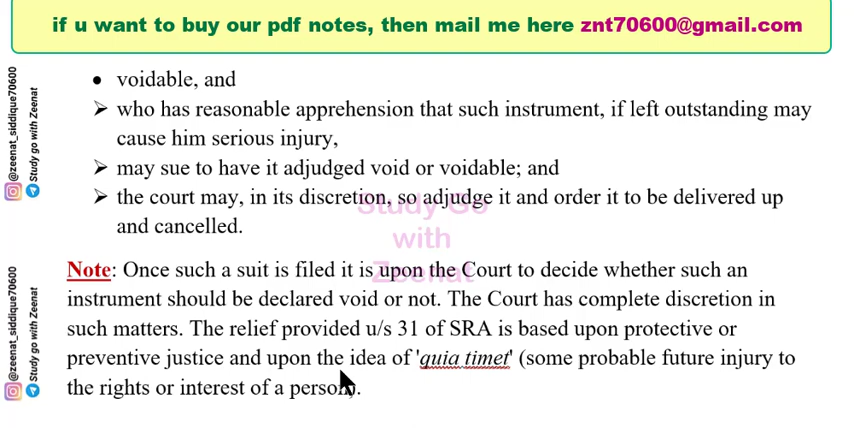 if u want to buy our pdf notes, then mail me here znt70600@gmail.com
• voidable, and
➢ who has reasonable apprehension that such instrument, if left outstanding may
cause him serious injury,
➢ may sue to have it adjudged void or voidable; and
➢ the court may, in its discretion, so adjudge it and order it to be delivered up
and cancelled.
Note: Once such a suit is filed it is upon the Court to decide whether such an
instrument should be declared void or not. The Court has complete discretion in
such matters. The relief provided u/s 31 of SRA is based upon protective or
preventive justice and upon the idea of 'quia timet' (some probable future injury to
the rights or interest of a person).
@zeenat_siddique70600
Study go with Zeenat
@zeenat_siddique70600
Study go with Zeenat
Study Go
with
Zeenat